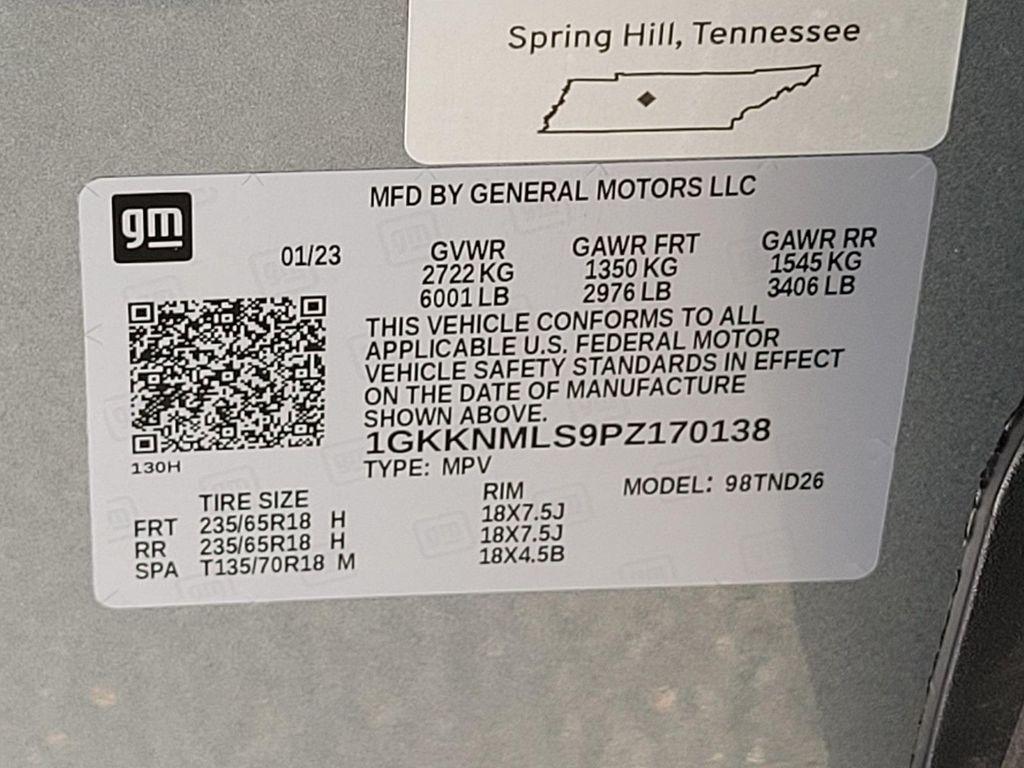 Spring Hill, Tennessee
gm
MFD BY GENERAL MOTORS LLC
01/23
GVWR GAWR FRT GAWR RR
2722 KG 1350 KG 1545 KG
6001 LB 2976 LB 3406 LB
THIS VEHICLE CONFORMS TO ALL
APPLICABLE U.S. FEDERAL MOTOR
VEHICLE SAFETY STANDARDS IN EFFECT
ON THE DATE OF MANUFACTURE
SHOWN ABOVE.
1GKKNMLS9PZ170138
130H
TYPE: MPV
MODEL: 98TND26
TIRE SIZE RIM
FRT 235/65R18 H 18X7.5J
RR 235/65R18 H 18X7.5J
SPA T135/70R18 M 18X4.5B